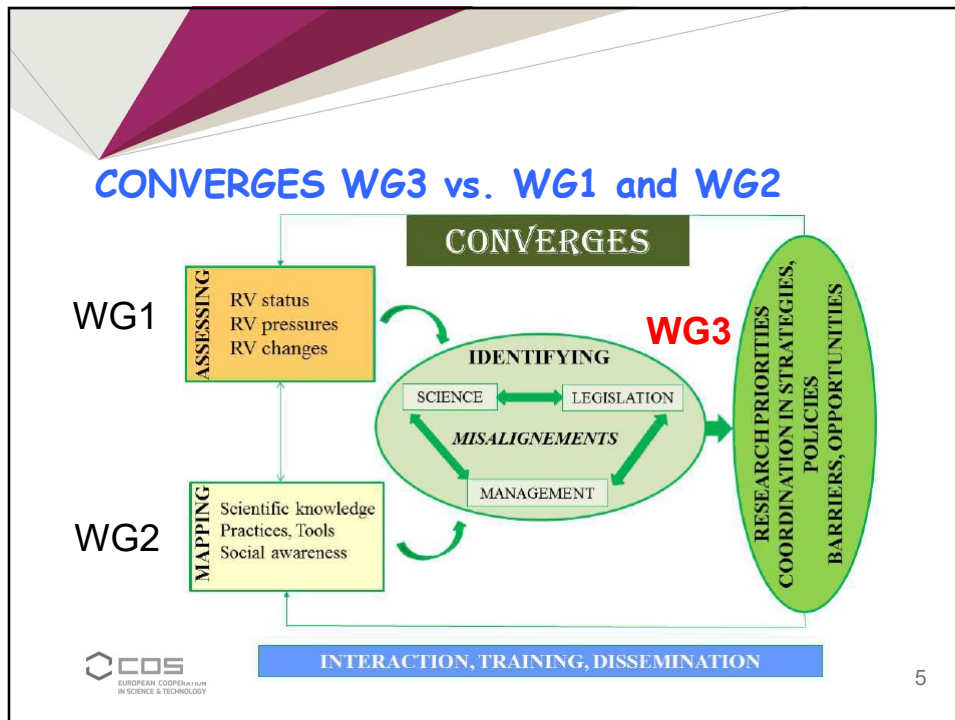 CONVERGES WG3 vs. WG1 and WG2
CONVERGES
WG1
ASSESSING
RV status
RV pressures
RV changes
WG2
MAPPING
Scientific knowledge
Practices, Tools
Social awareness
WG3
IDENTIFYING
SCIENCE
LEGISLATION
MISALIGNEMENTS
MANAGEMENT
RESEARCH PRIORITIES
COORDINATION IN STRATEGIES,
POLICIES
BARRIERS, OPPORTUNITIES
INTERACTION, TRAINING, DISSEMINATION
COS
EUROPEAN COOPERATION
IN SCIENCE & TECHNOLOGY
5